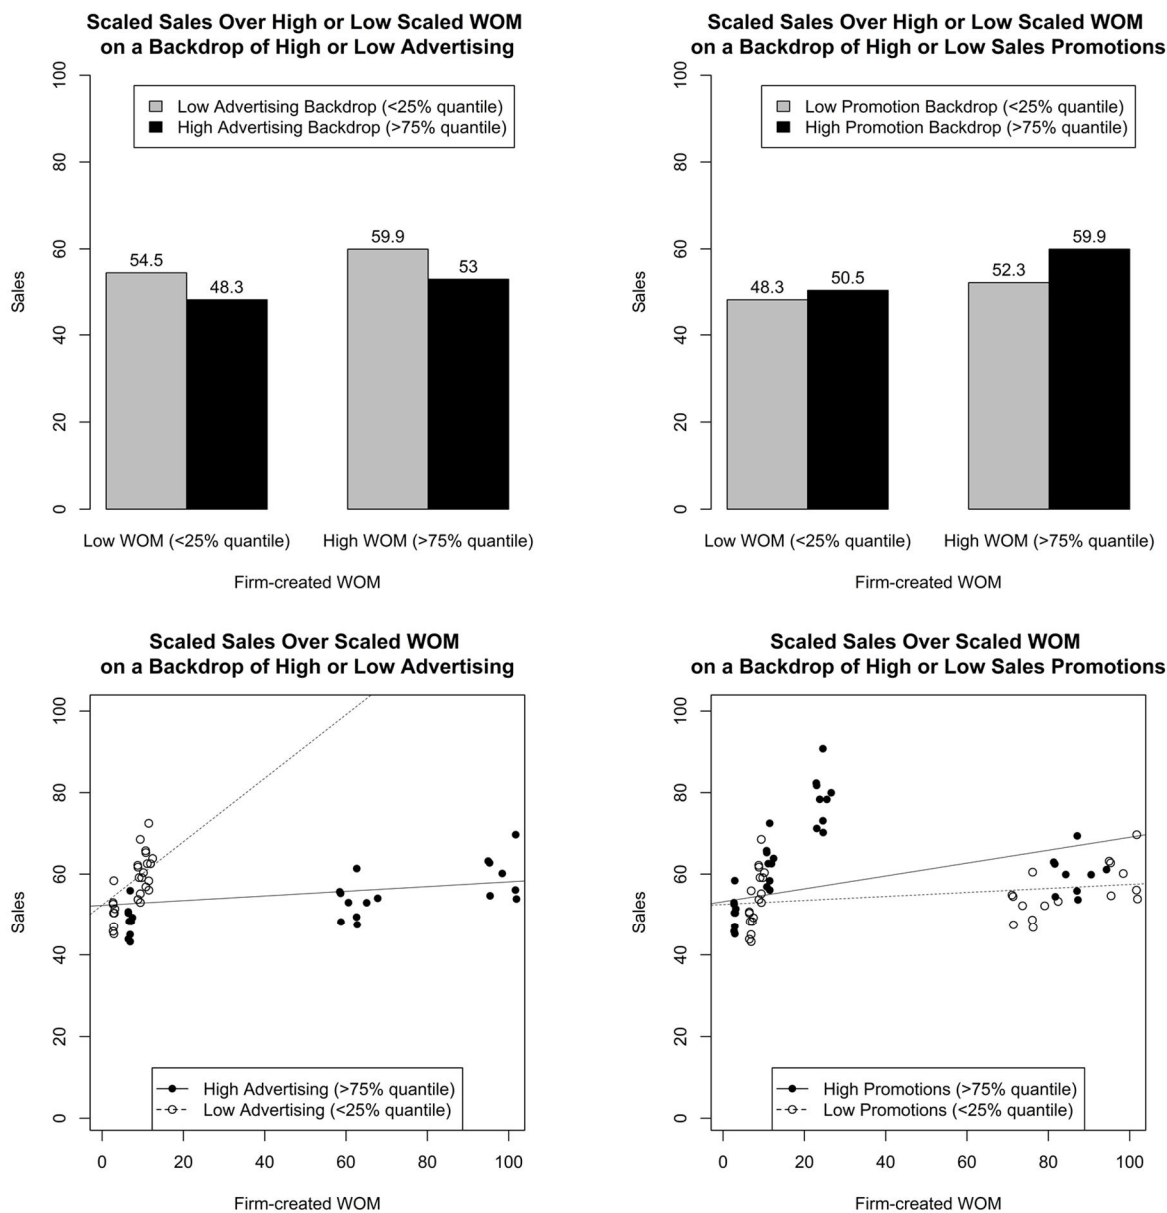 Scaled Sales Over High or Low Scaled WOM
on a Backdrop of High or Low Advertising
100
80
60
40
20
0
Sales
Low Advertising Backdrop (<25% quantile)
High Advertising Backdrop (>75% quantile)
54.5
48.3
59.9
53
Low WOM (<25% quantile)
High WOM (>75% quantile)
Firm-created WOM
Scaled Sales Over High or Low Scaled WOM
on a Backdrop of High or Low Sales Promotions
100
80
60
40
20
0
Sales
Low Promotion Backdrop (<25% quantile)
High Promotion Backdrop (>75% quantile)
48.3
50.5
52.3
59.9
Low WOM (<25% quantile)
High WOM (>75% quantile)
Firm-created WOM
Scaled Sales Over Scaled WOM
on a Backdrop of High or Low Advertising
100
80
60
40
20
0
Sales
High Advertising (>75% quantile)
Low Advertising (<25% quantile)
0 20 40 60 80 100
Firm-created WOM
Scaled Sales Over Scaled WOM
on a Backdrop of High or Low Sales Promotions
100
80
60
40
20
0
Sales
High Promotions (>75% quantile)
Low Promotions (<25% quantile)
0 20 40 60 80 100
Firm-created WOM